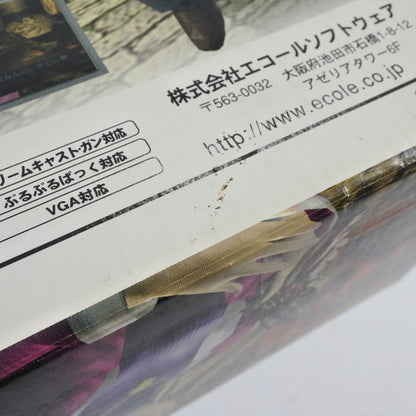 株式会社エコールソフトウェア
〒563-0032 大阪府池田市石橋1-8-12
アゼリアタワー6F
http://www.ecole.co.jp
リームキャストガン対応
ぷるぷるぱっく対応
VGA対応